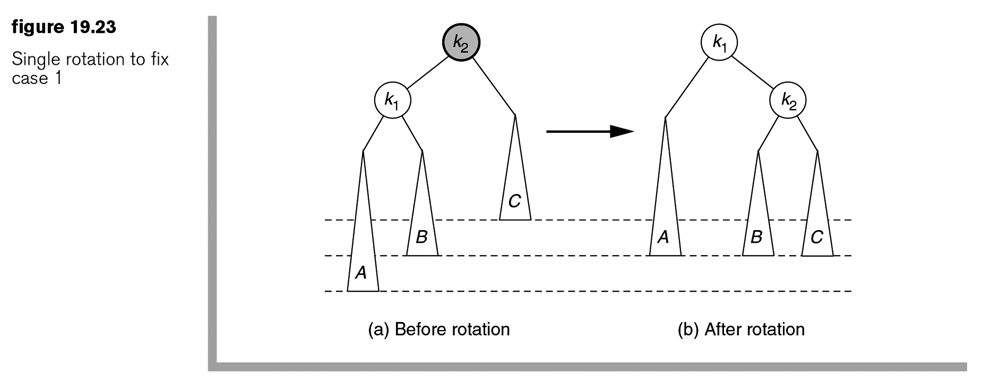 figure 19.23
Single rotation to fix
case 1
k₂
k₁
A
B
C
(a) Before rotation
k₁
k₂
A
B
C
(b) After rotation